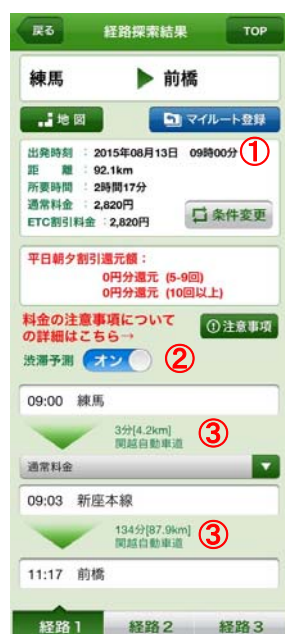 戻る 経路探索結果 TOP
練馬 ▶ 前橋
地図 マイルート登録
出発時刻 : 2015年08月13日 09時00分 ①
距 離 : 92.1km
所要時間 : 2時間17分
通常料金 : 2,820円
ETC割引料金 : 2,820円
条件変更
平日朝夕割引還元額：
0円分還元 (5-9回)
0円分還元 (10回以上)
料金の注意事項について
の詳細はこちら→
①注意事項
渋滞予測 オン ②
09:00 練馬
3分[4.2km] ③
関越自動車道
通常料金
09:03 新座本線
134分[87.9km] ③
関越自動車道
11:17 前橋
経路1 経路2 経路3